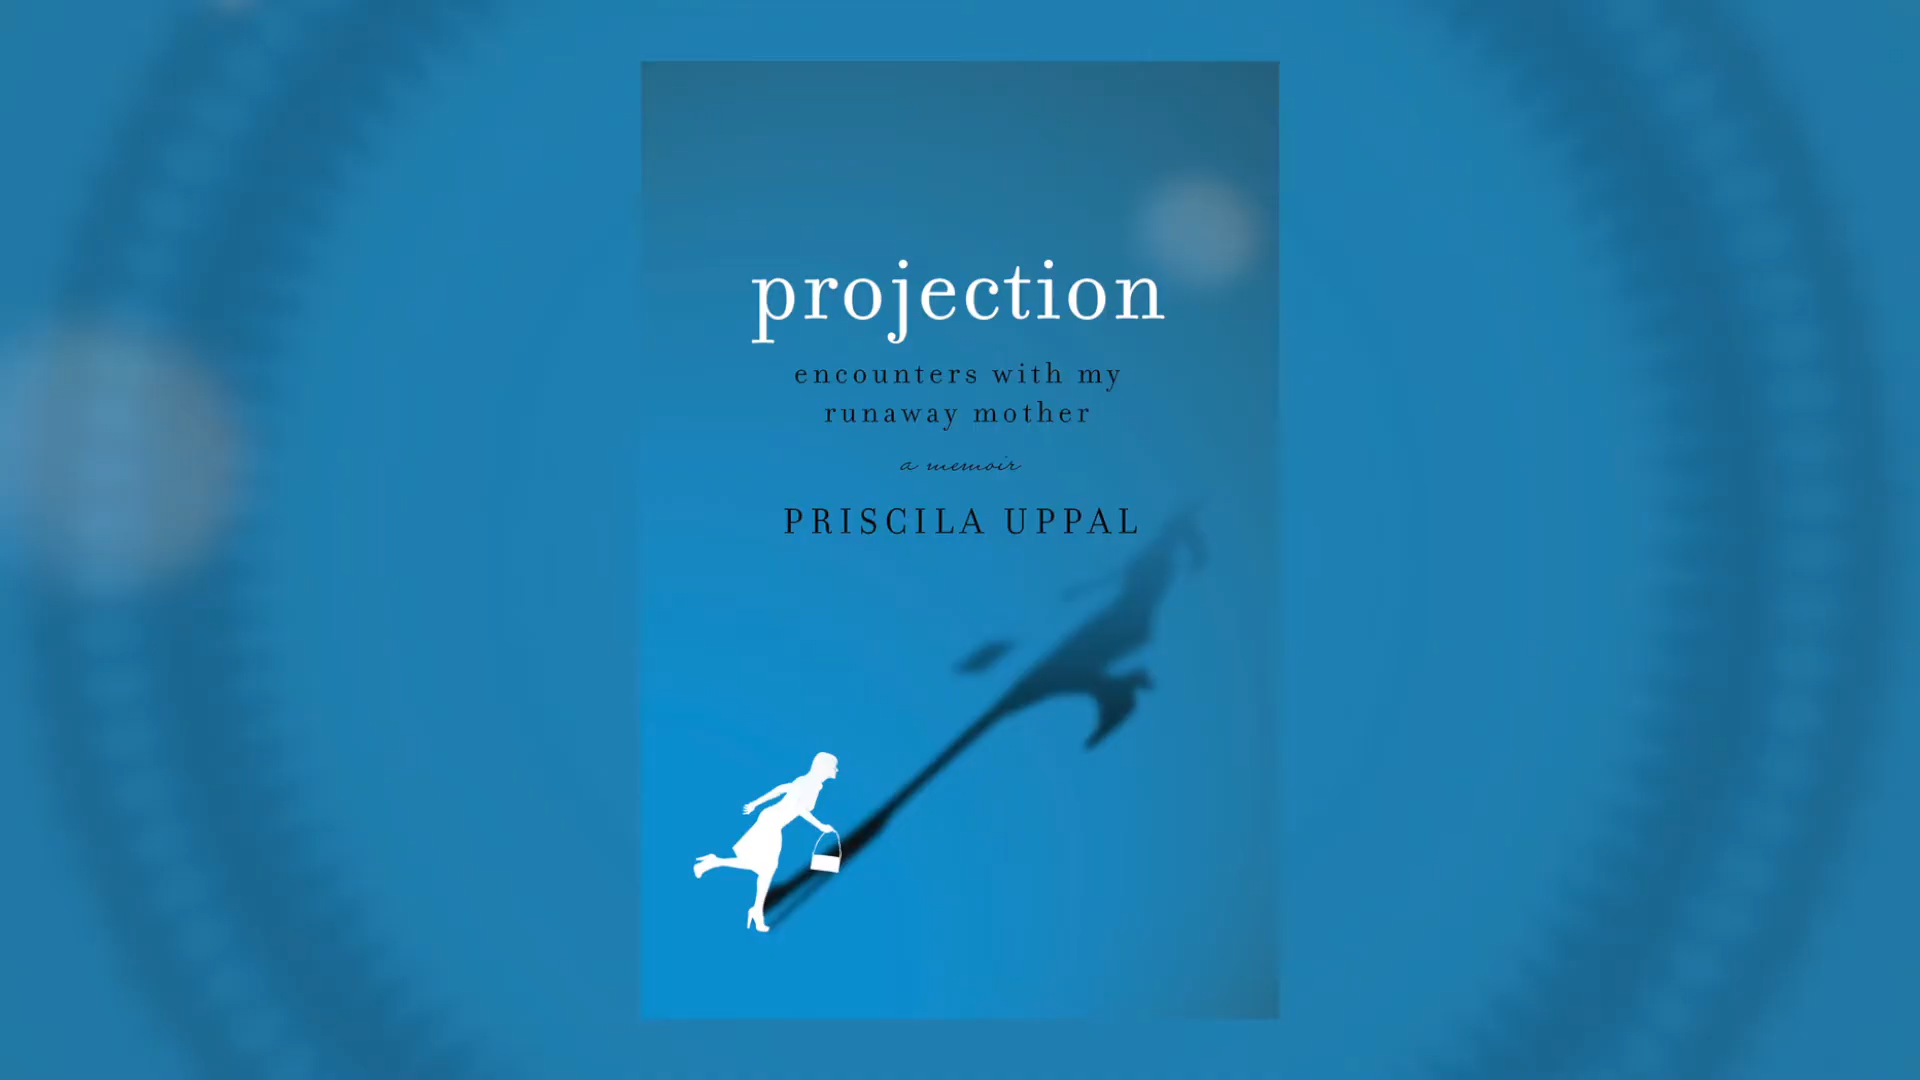 projection
encounters with my
runaway mother
a memoir
PRISCILA UPPAL